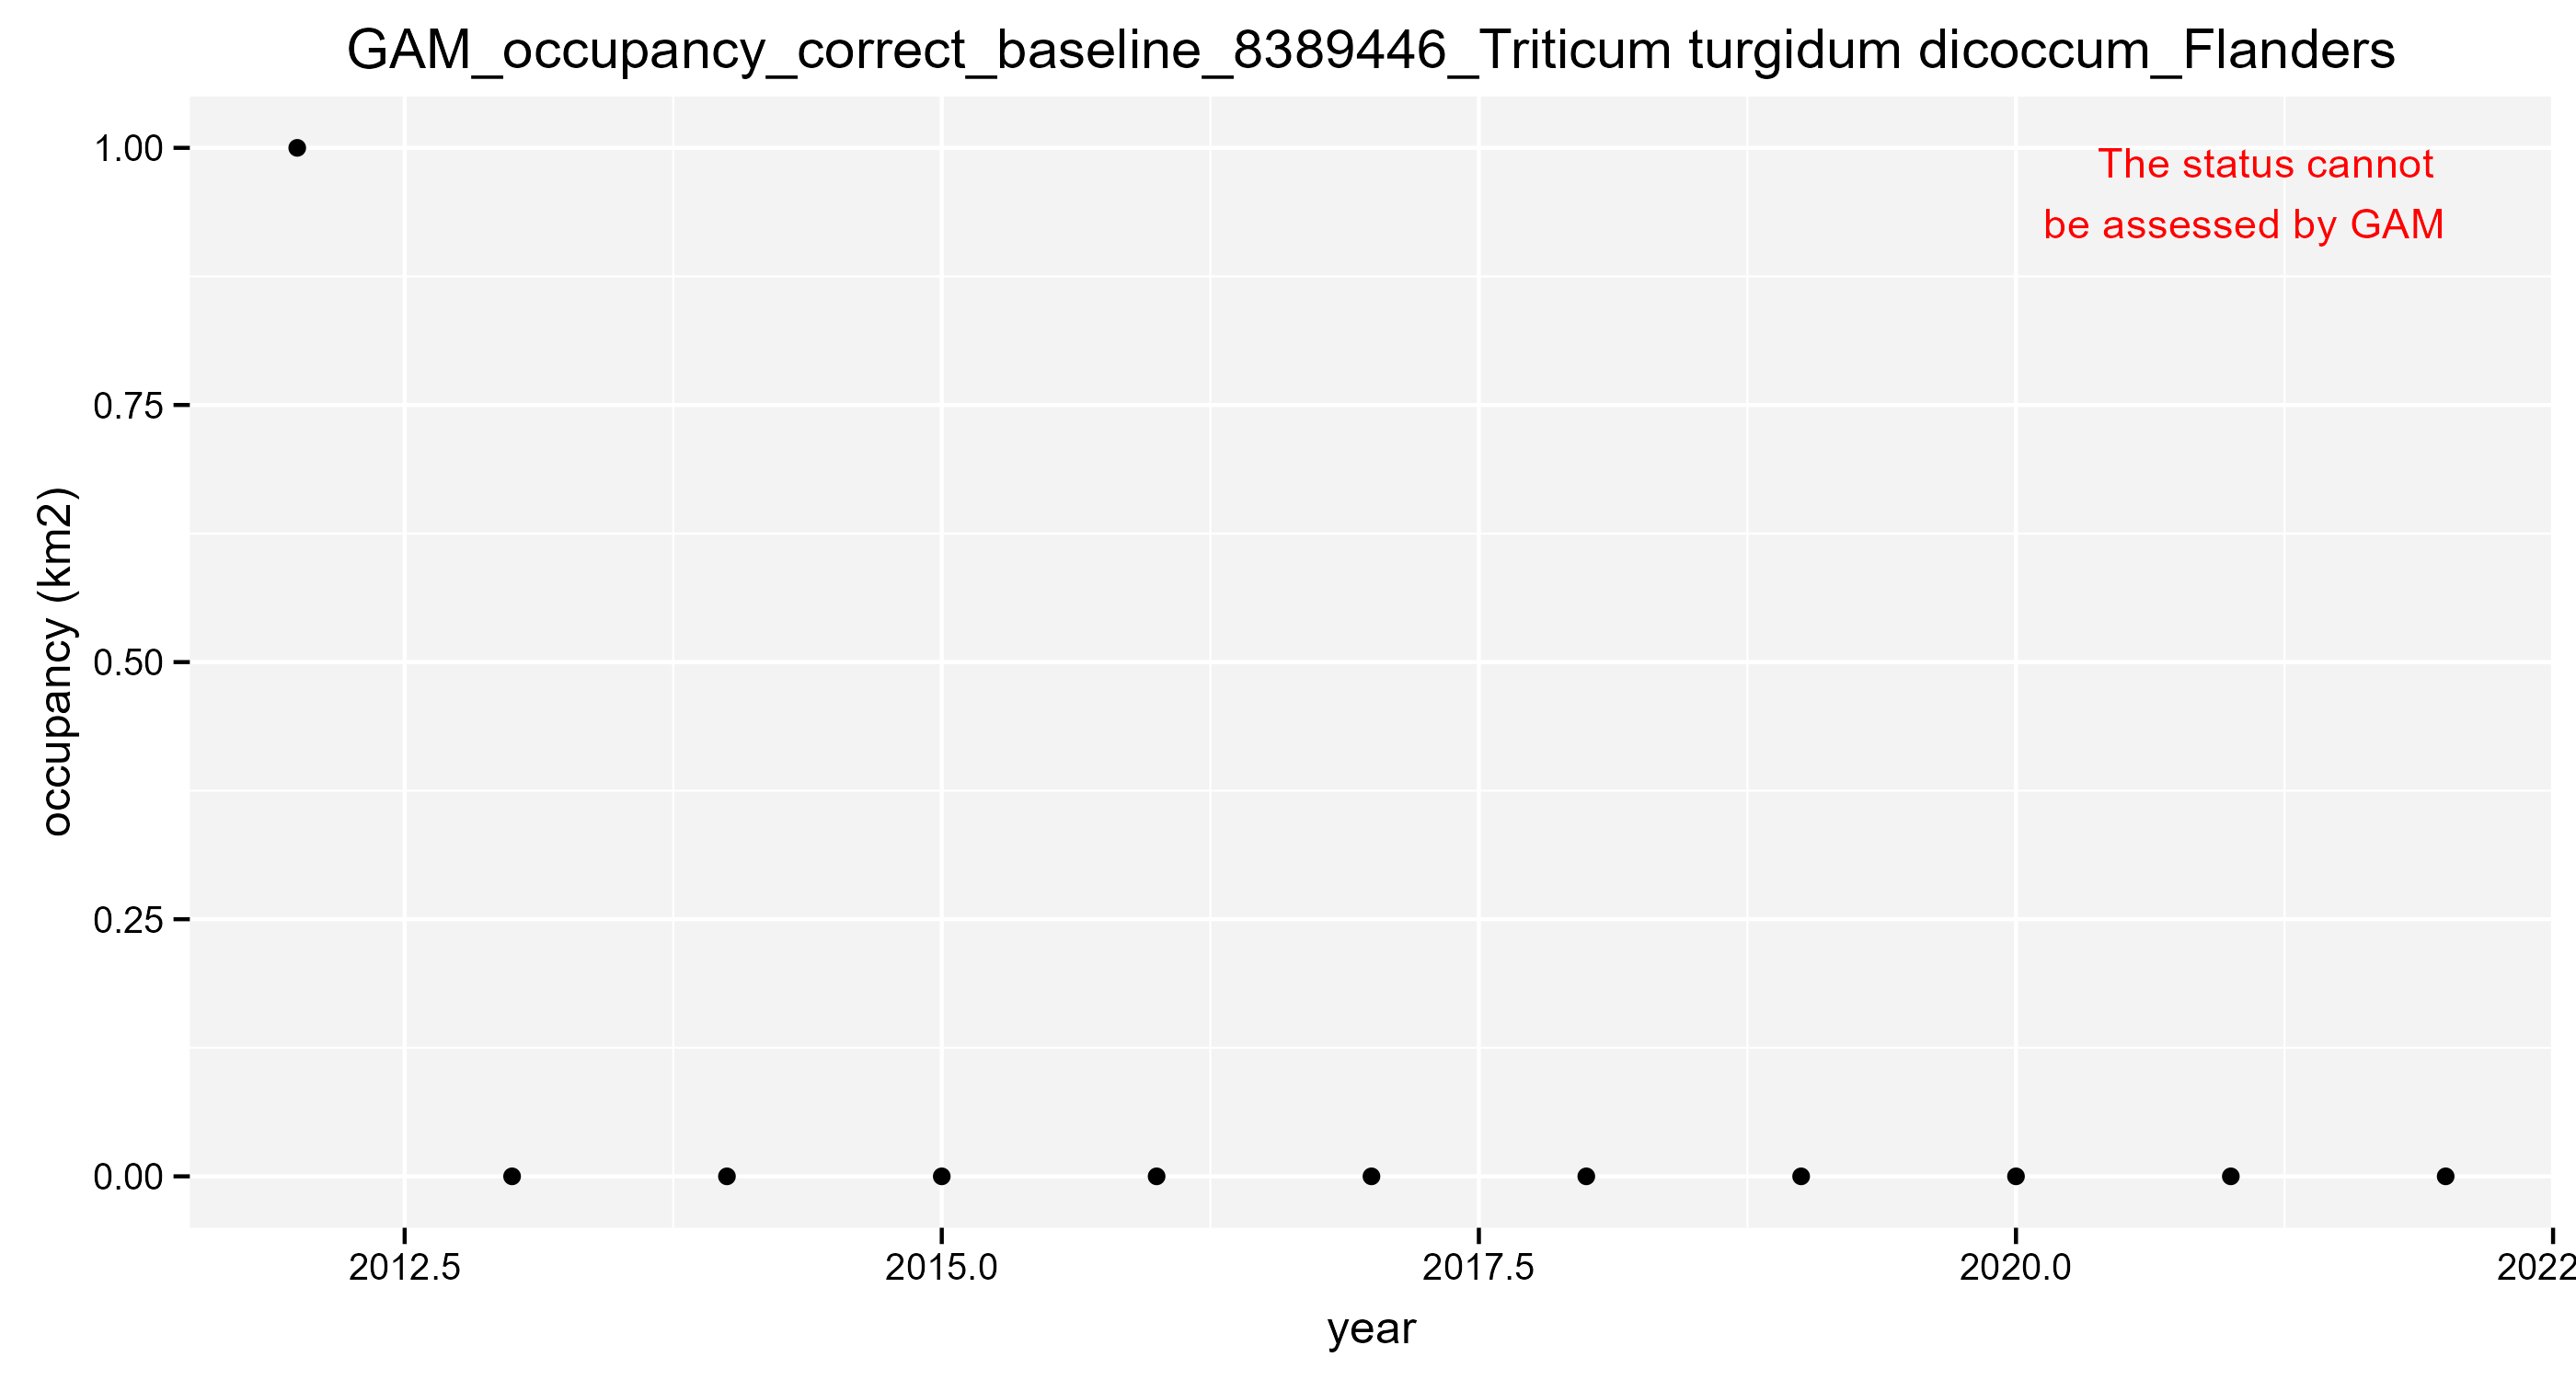 GAM_occupancy_correct_baseline_8389446_Triticum turgidum dicoccum_Flanders
The status cannot
be assessed by GAM
1.00
0.75
0.50
0.25
0.00
occupancy (km2)
2012.5 2015.0 2017.5 2020.0 2022
year